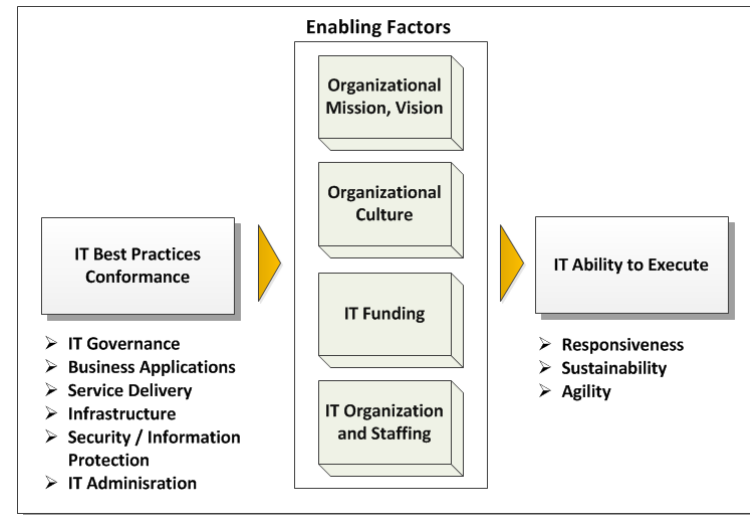 Enabling Factors
Organizational
Mission, Vision
Organizational
Culture
IT Funding
IT Organization
and Staffing
IT Best Practices
Conformance
IT Governance
Business Applications
Service Delivery
Infrastructure
Security / Information
Protection
IT Adminisration
IT Ability to Execute
Responsiveness
Sustainability
Agility